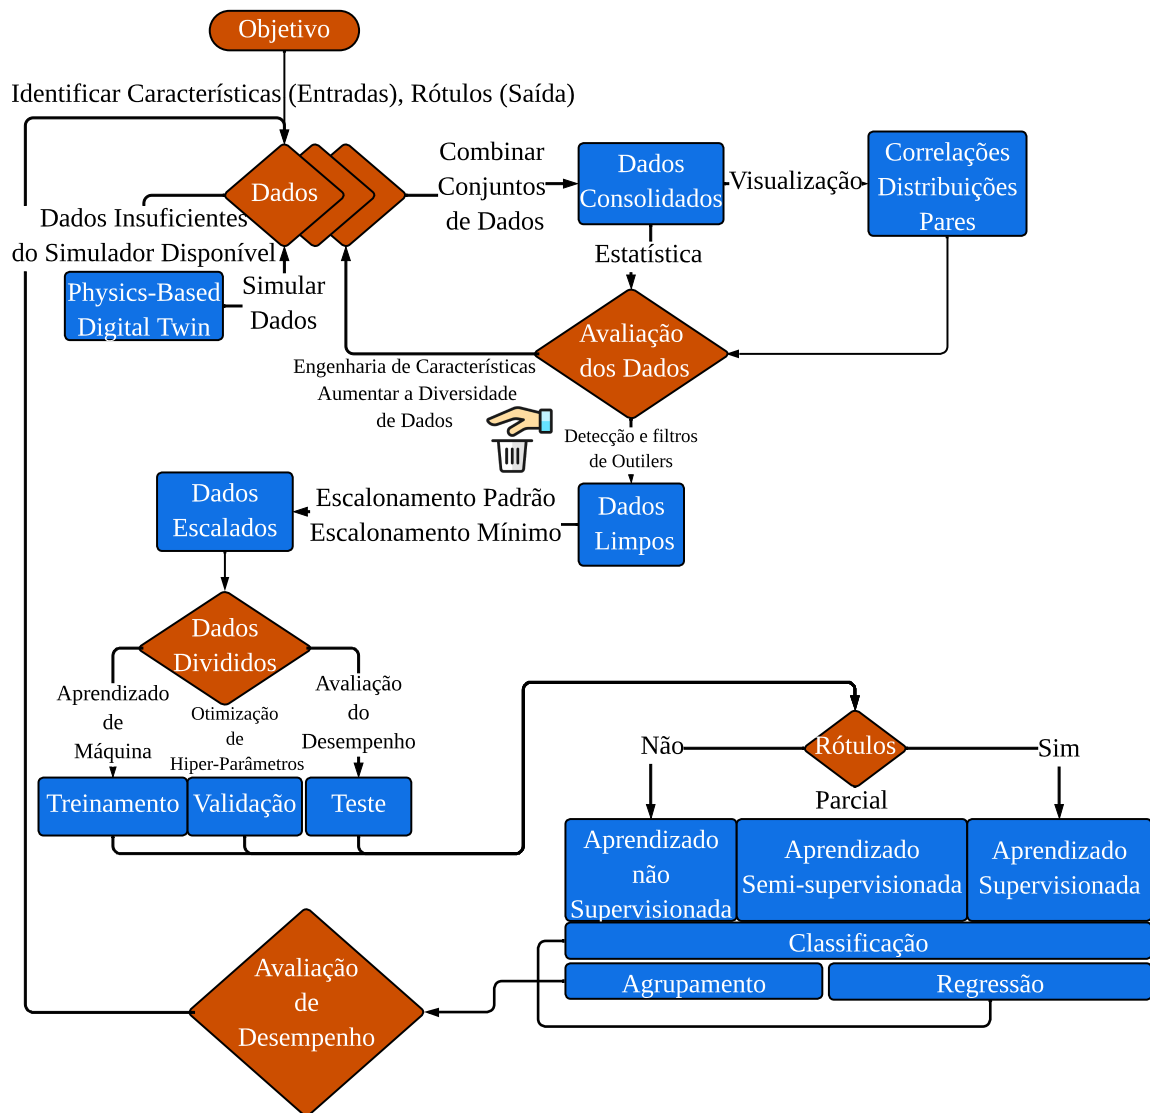 Objetivo
Identificar Características (Entradas), Rótulos (Saída)
Dados
Combinar
Conjuntos
de Dados
Dados
Consolidados
Visualização
Correlações
Distribuições
Pares
Dados Insuficientes
do Simulador Disponível
Physics-Based
Digital Twin
Simular
Dados
Estatística
Avaliação
dos Dados
Engenharia de Características
Aumentar a Diversidade
de Dados
Detecção e filtros
de Outilers
Dados
Limpos
Escalonamento Padrão
Escalonamento Mínimo
Dados
Escalados
Dados
Divididos
Aprendizado
de
Máquina
Otimização
de
Hiper-Parâmetros
Avaliação
do
Desempenho
Treinamento
Validação
Teste
Rótulos
Não
Parcial
Sim
Aprendizado
não
Supervisionada
Aprendizado
Semi-supervisionada
Aprendizado
Supervisionada
Classificação
Agrupamento
Regressão
Avaliação
de
Desempenho